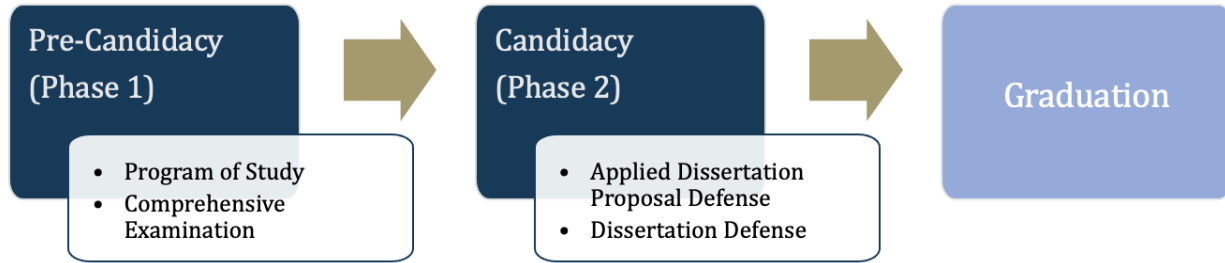 Pre-Candidacy
(Phase 1)
• Program of Study
• Comprehensive
Examination
Candidacy
(Phase 2)
• Applied Dissertation
Proposal Defense
• Dissertation Defense
Graduation